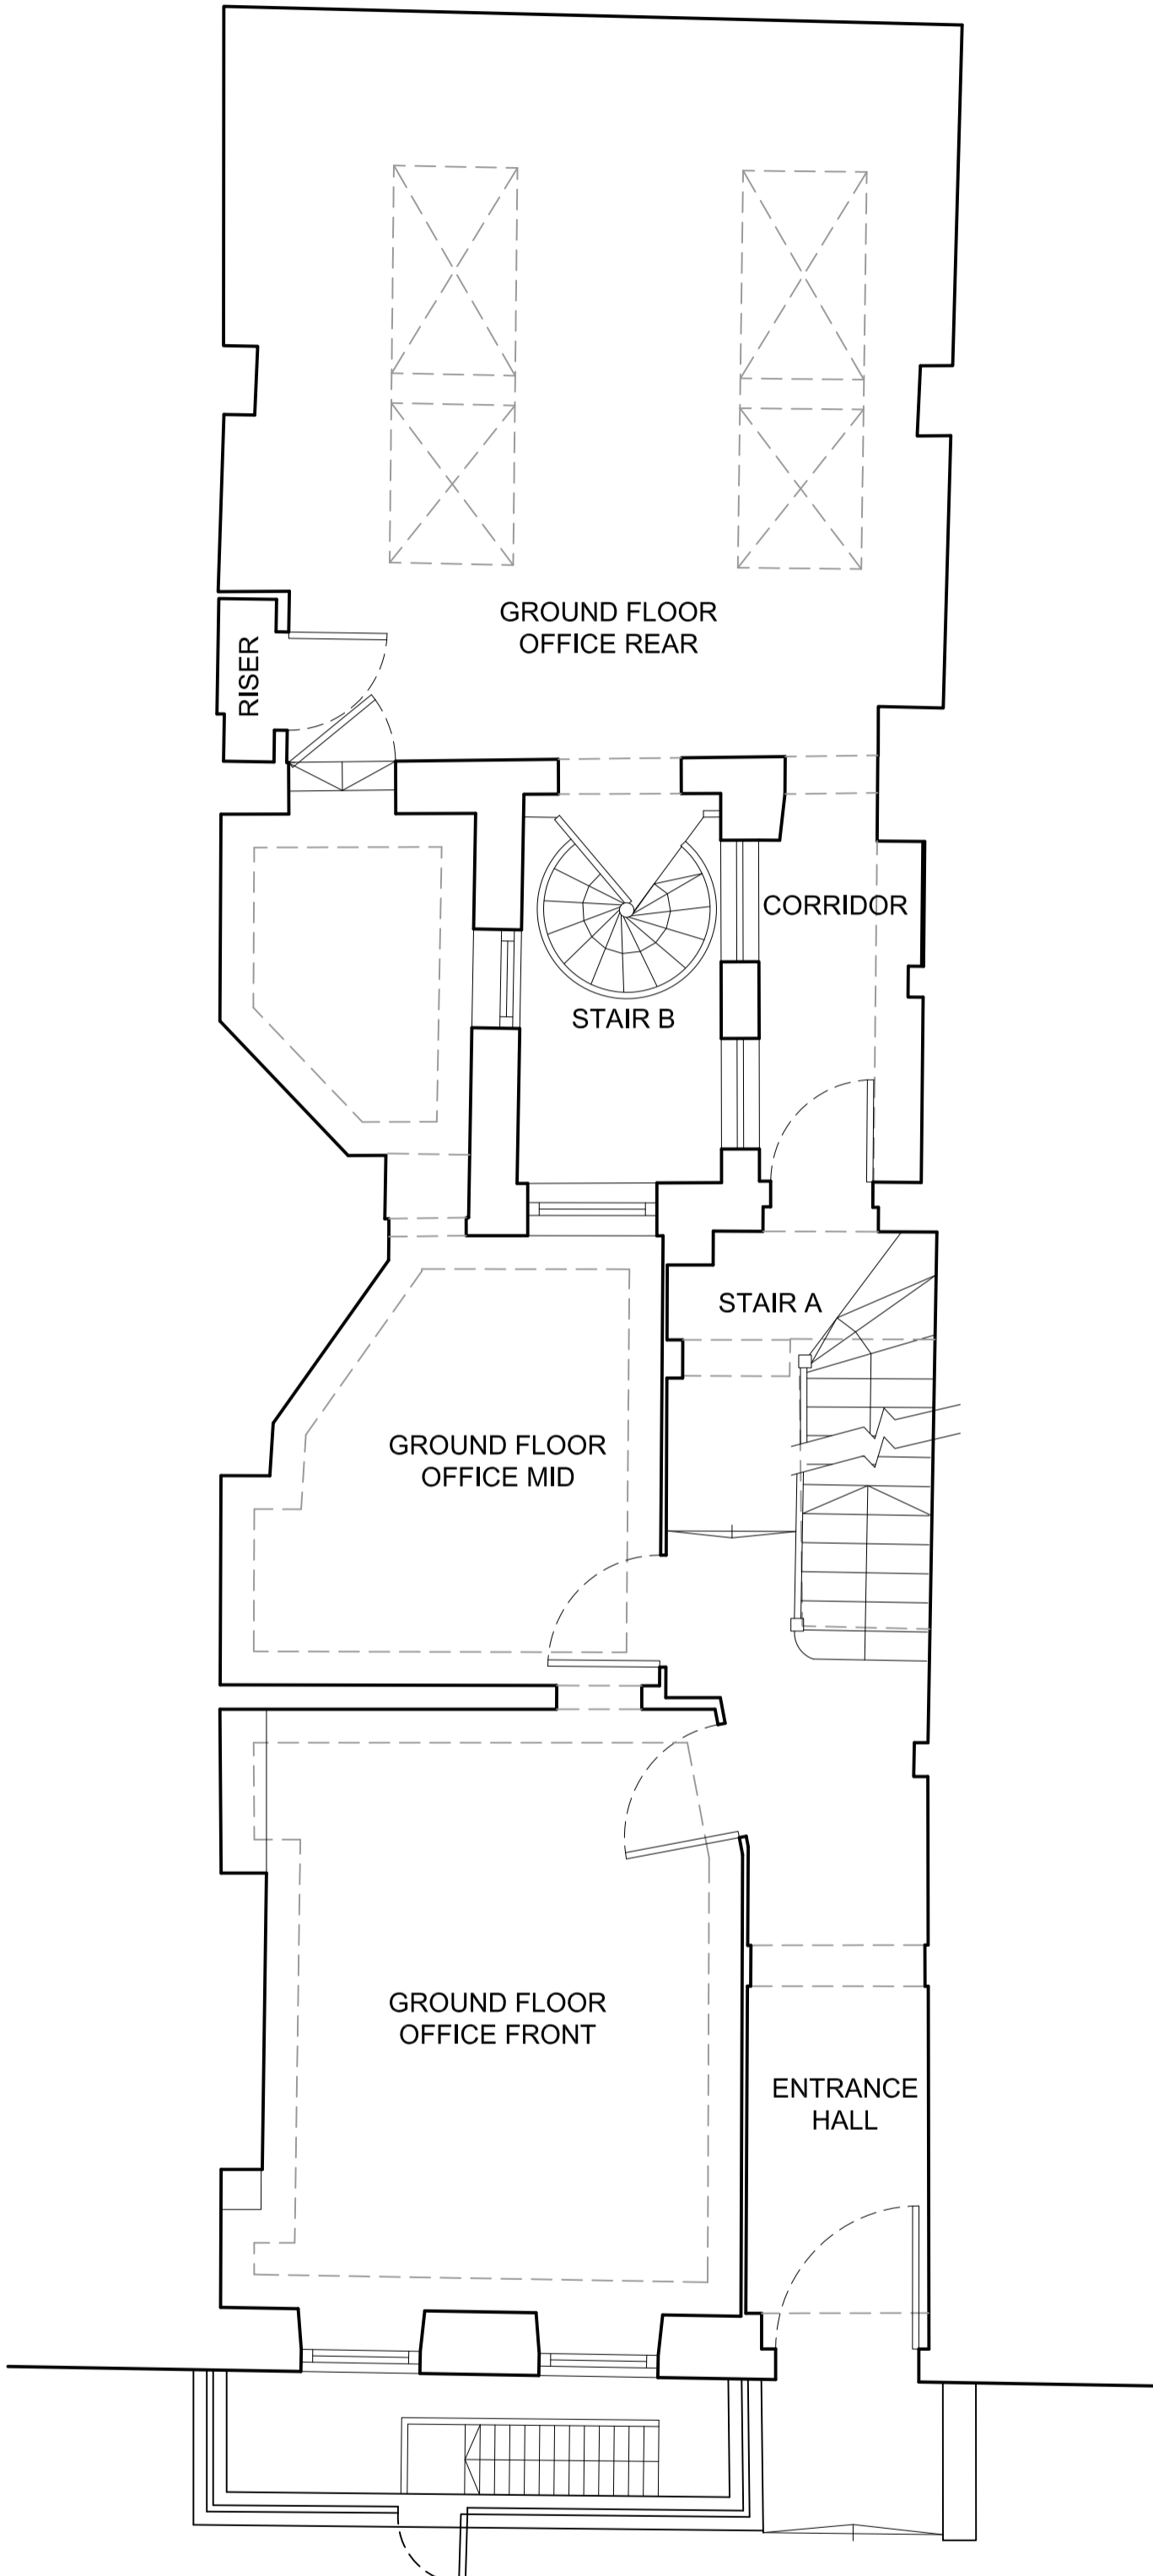 GROUND FLOOR
OFFICE REAR
RISER
CORRIDOR
STAIR B
STAIR A
GROUND FLOOR
OFFICE MID
GROUND FLOOR
OFFICE FRONT
ENTRANCE
HALL